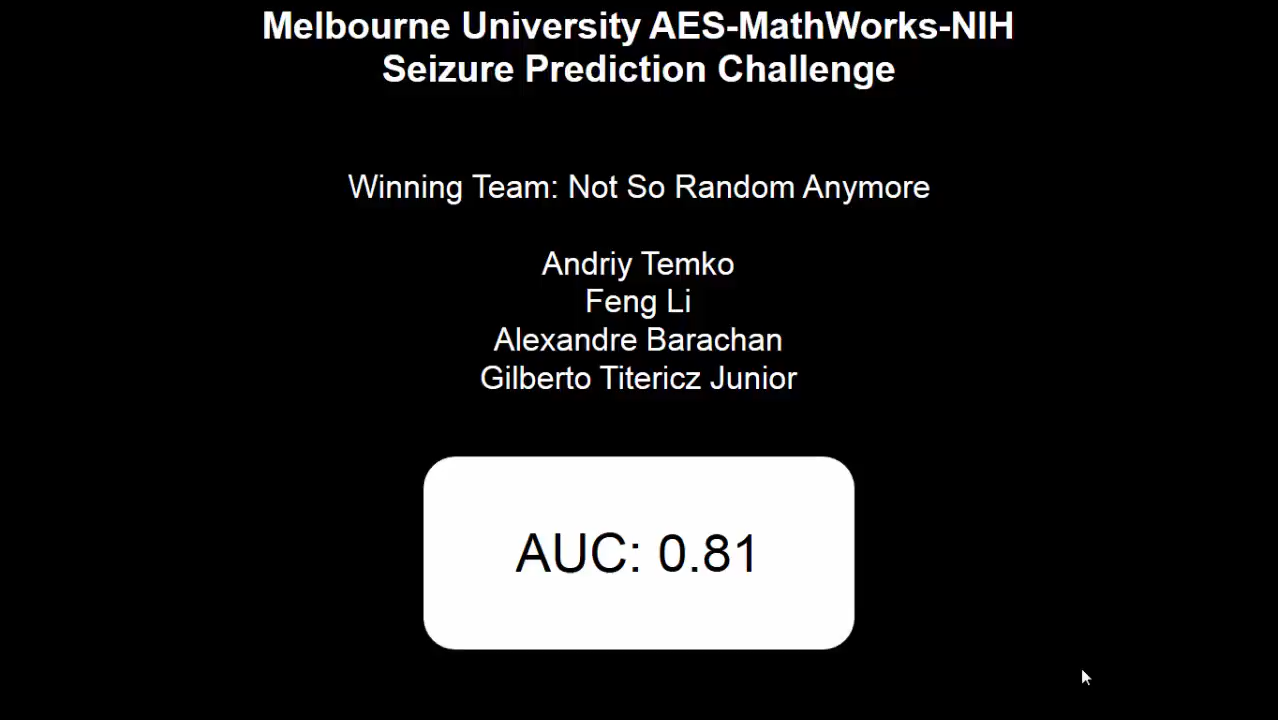 Melbourne University AES-MathWorks-NIH
Seizure Prediction Challenge
Winning Team: Not So Random Anymore
Andriy Temko
Feng Li
Alexandre Barachan
Gilberto Titericz Junior
AUC: 0.81